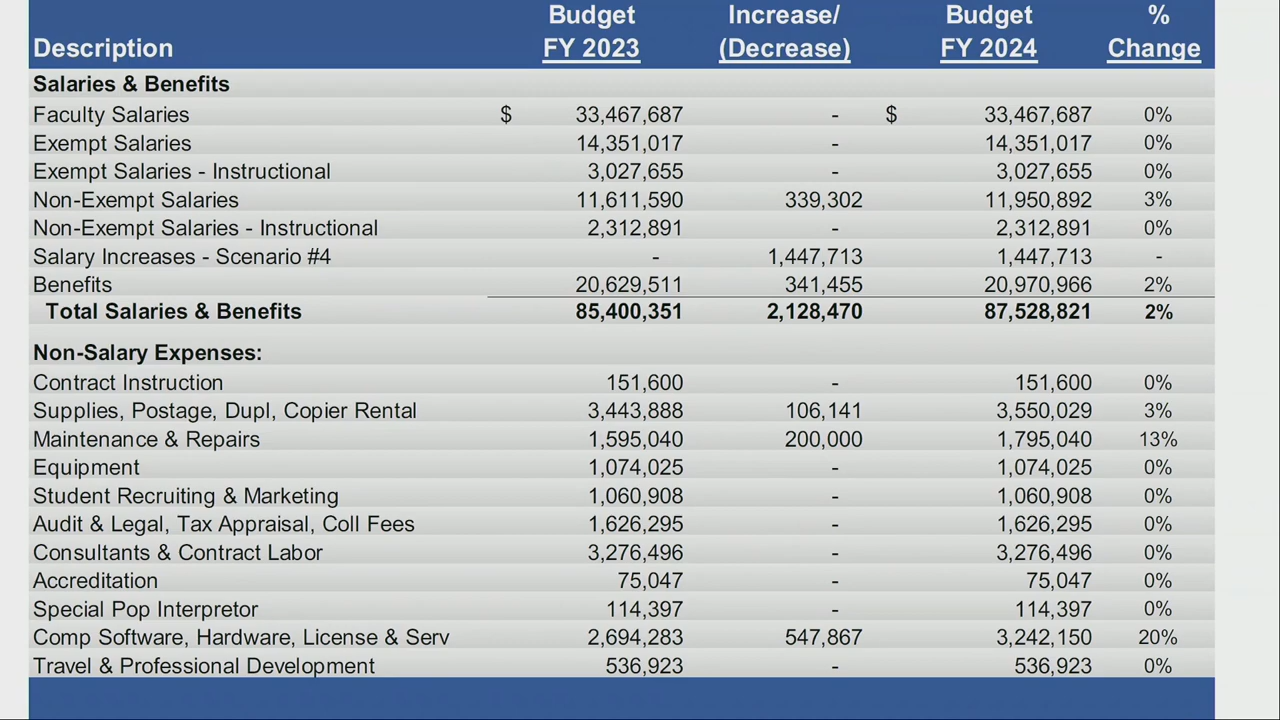 Budget Increase/ Budget %
Description FY 2023 (Decrease) FY 2024 Change
Salaries & Benefits
Faculty Salaries $ 33,467,687 - $ 33,467,687 0%
Exempt Salaries 14,351,017 - 14,351,017 0%
Exempt Salaries - Instructional 3,027,655 - 3,027,655 0%
Non-Exempt Salaries 11,611,590 339,302 11,950,892 3%
Non-Exempt Salaries - Instructional 2,312,891 - 2,312,891 0%
Salary Increases - Scenario #4 - 1,447,713 1,447,713 -
Benefits 20,629,511 341,455 20,970,966 2%
Total Salaries & Benefits 85,400,351 2,128,470 87,528,821 2%
Non-Salary Expenses:
Contract Instruction 151,600 - 151,600 0%
Supplies, Postage, Dupl, Copier Rental 3,443,888 106,141 3,550,029 3%
Maintenance & Repairs 1,595,040 200,000 1,795,040 13%
Equipment 1,074,025 - 1,074,025 0%
Student Recruiting & Marketing 1,060,908 - 1,060,908 0%
Audit & Legal, Tax Appraisal, Coll Fees 1,626,295 - 1,626,295 0%
Consultants & Contract Labor 3,276,496 - 3,276,496 0%
Accreditation 75,047 - 75,047 0%
Special Pop Interpretor 114,397 - 114,397 0%
Comp Software, Hardware, License & Serv 2,694,283 547,867 3,242,150 20%
Travel & Professional Development 536,923 - 536,923 0%